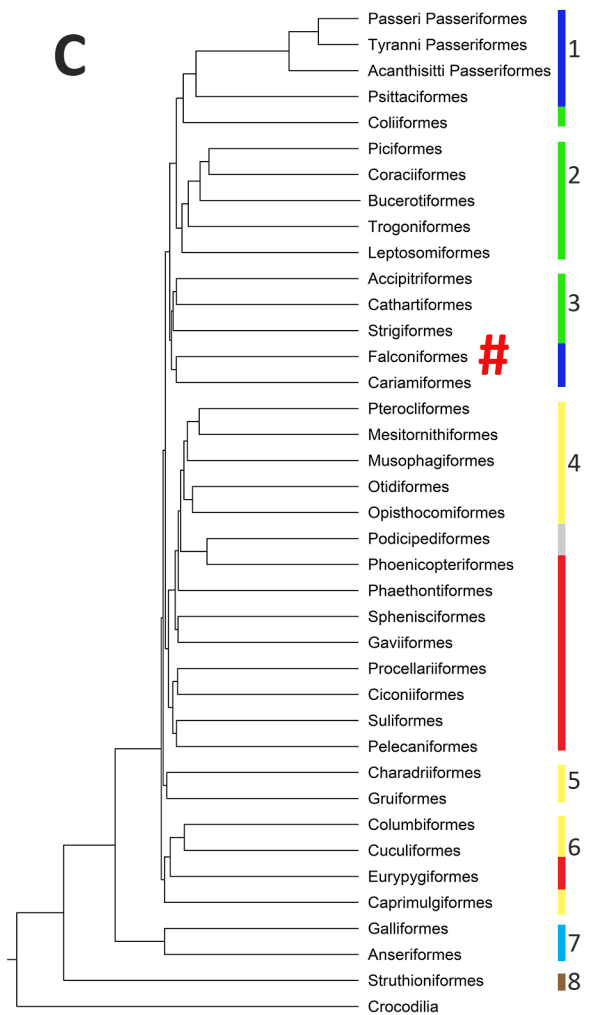 C
Passeri Passeriformes
Tyranni Passeriformes
1
Acanthisitti Passeriformes
Psittaciformes
Coliiformes
Piciformes
Coraciiformes
2
Bucerotiformes
Trogoniformes
Leptosomiformes
Accipitriformes
Cathartiformes
3
Strigiformes
Falconiformes
#
Cariamiformes
Pterocliformes
Mesitornithiformes
Musophagiformes
4
Otidiformes
Opisthocomiformes
Podicipediformes
Phoenicopteriformes
Phaethontiformes
Sphenisciformes
Gaviiformes
Procellariiformes
Ciconiiformes
Suliformes
Pelecaniformes
Charadriiformes
5
Gruiformes
Columbiformes
Cuculiformes
6
Eurypygiformes
Caprimulgiformes
Galliformes
7
Anseriformes
Struthioniformes
8
Crocodilia